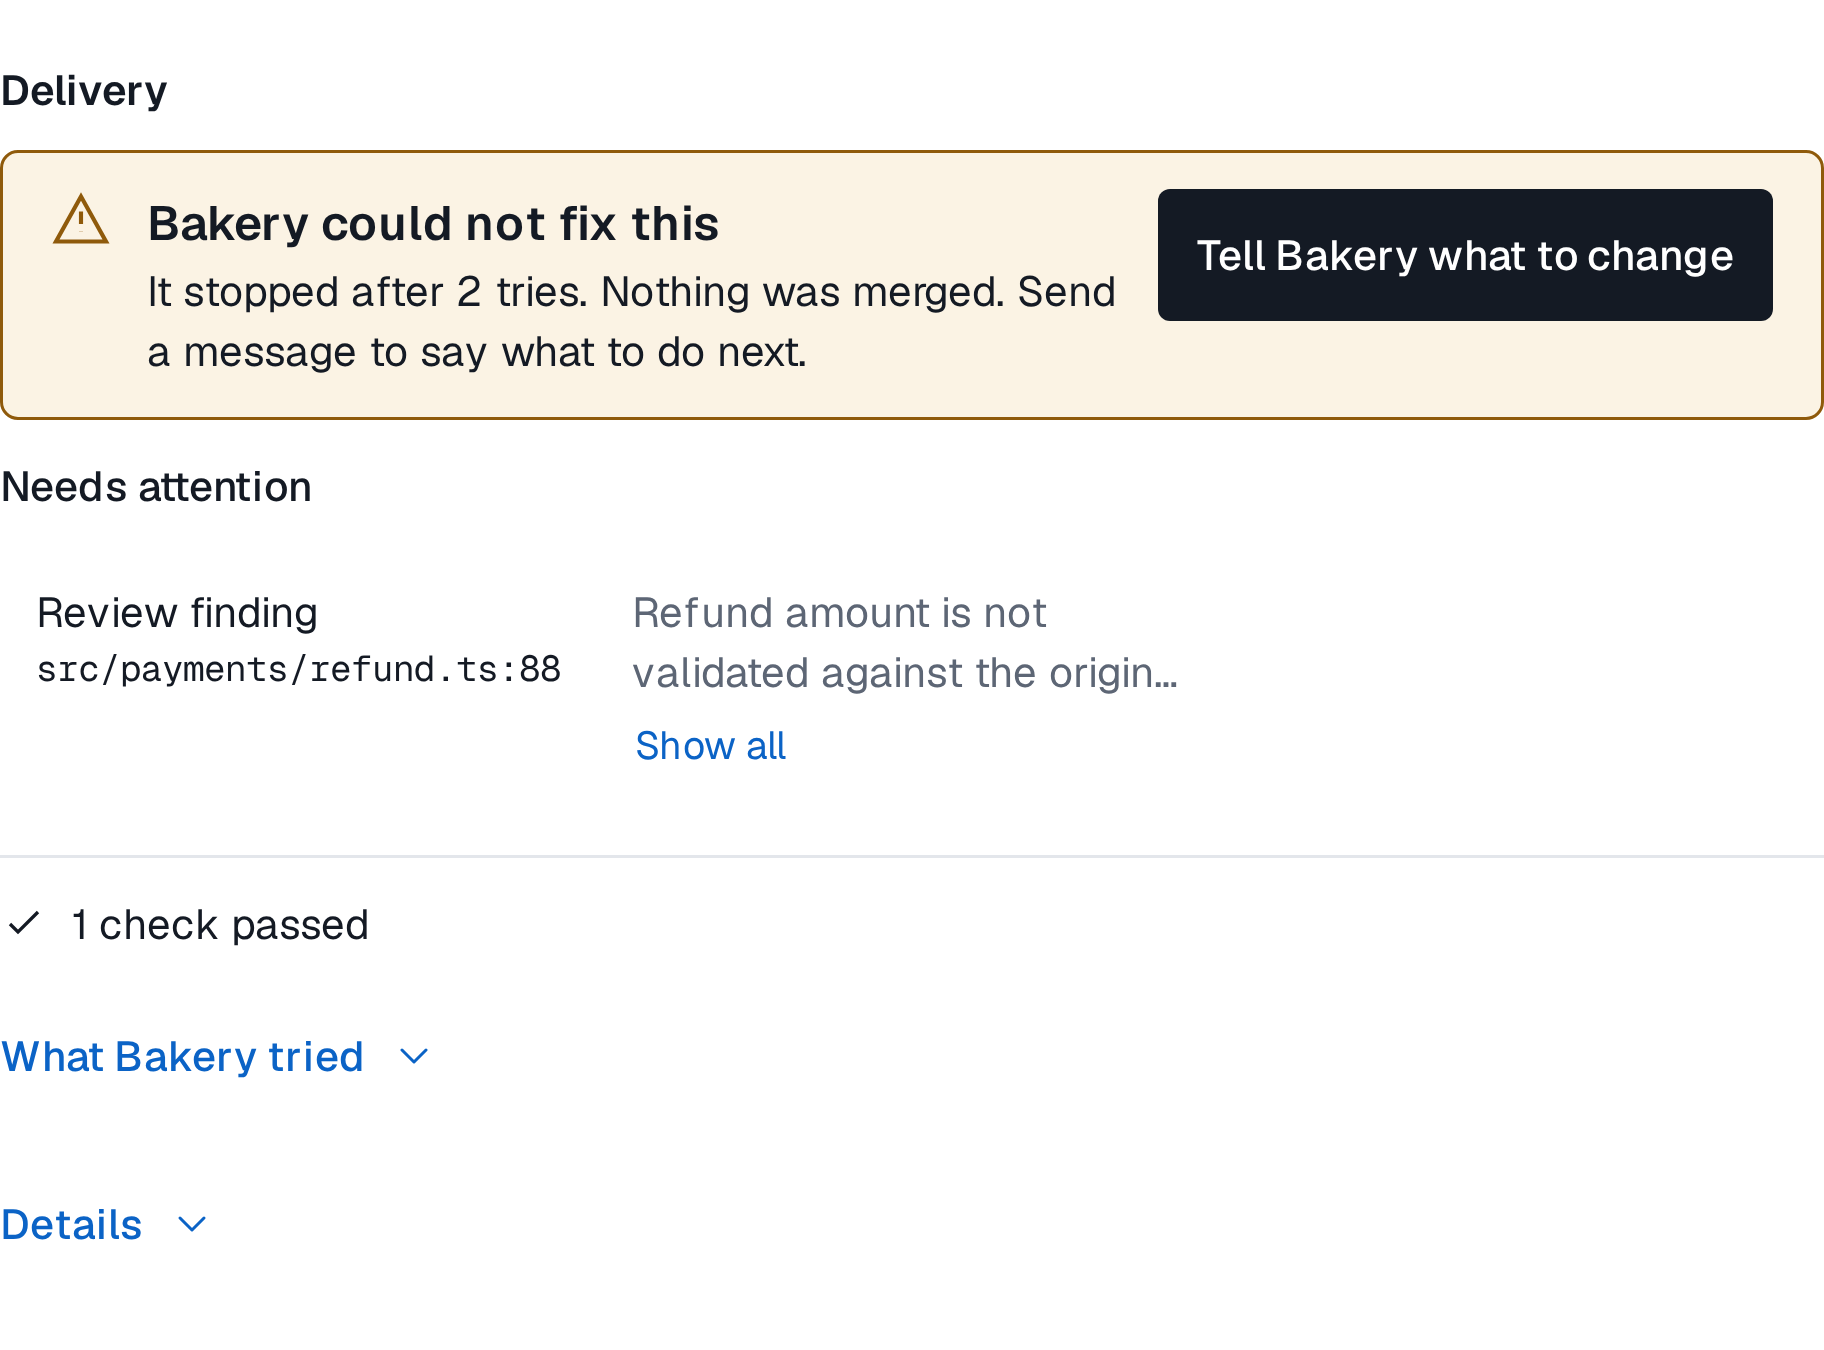 Delivery
Bakery could not fix this
It stopped after 2 tries. Nothing was merged. Send
a message to say what to do next.
Tell Bakery what to change
Needs attention
Review finding
src/payments/refund.ts:88
Refund amount is not
validated against the origin…
Show all
1 check passed
What Bakery tried
Details